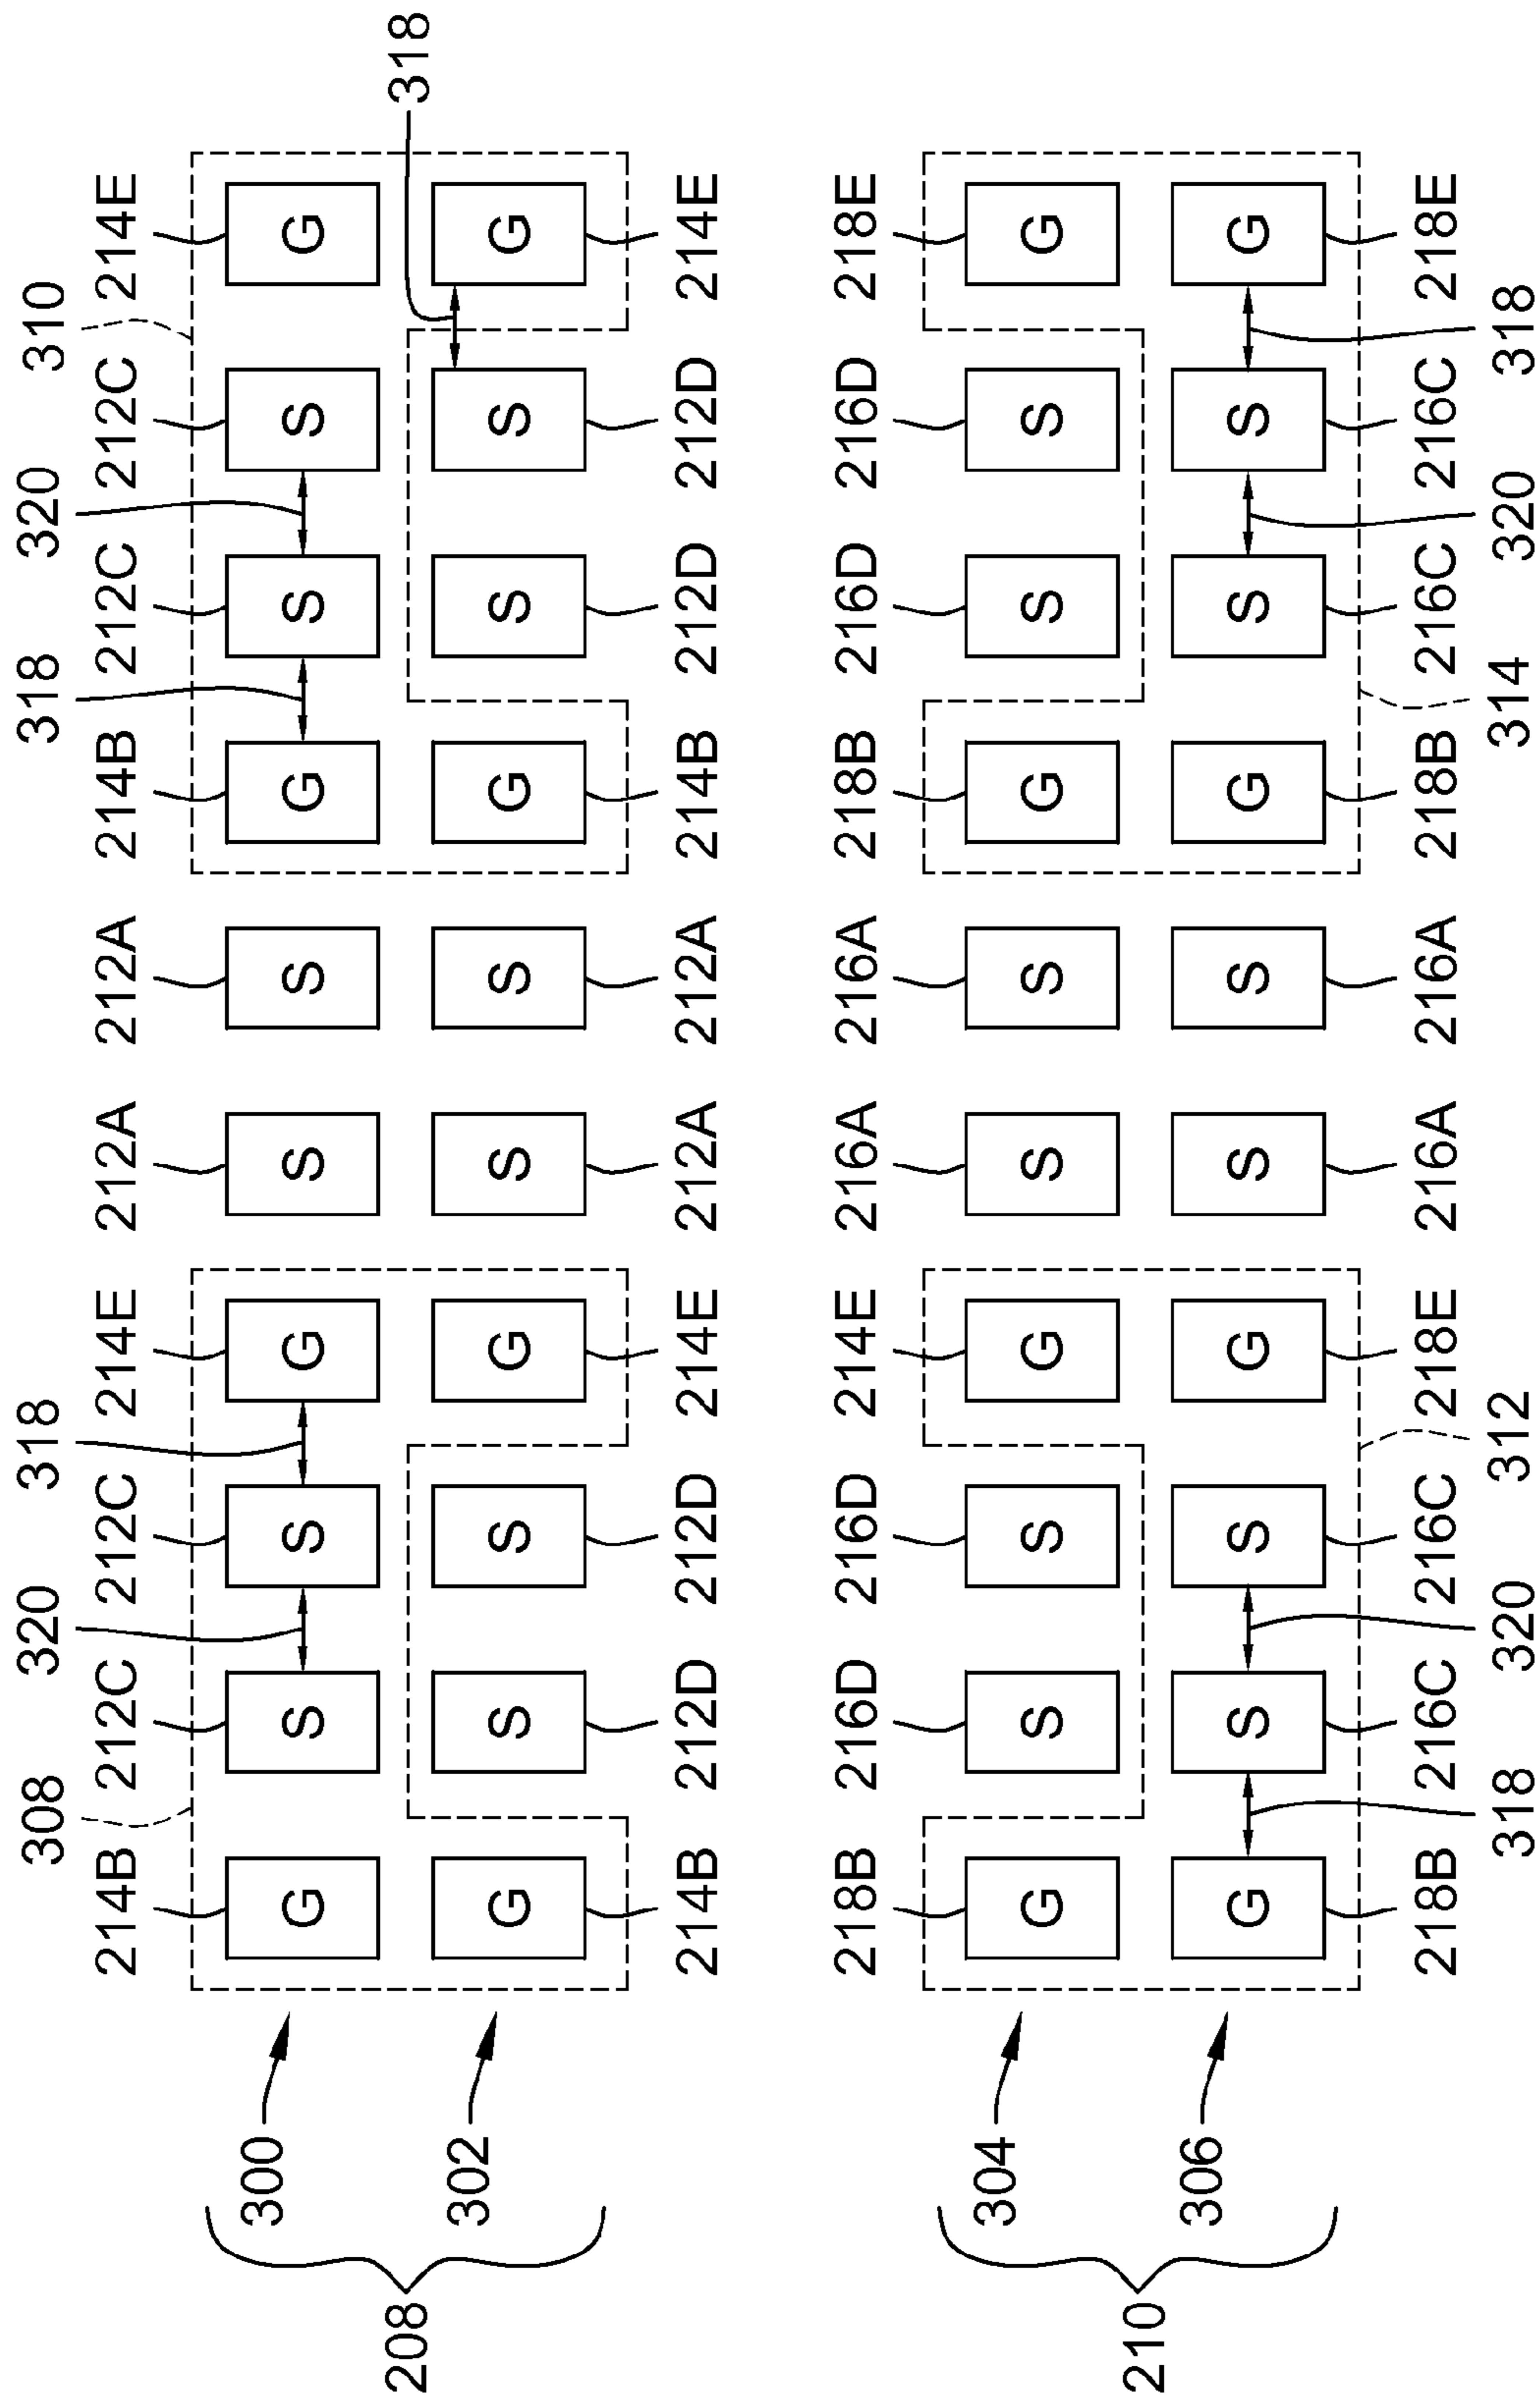 308 320 318 318 320 310
214B 212C 212C 214E 212A 212A 214B 212C 212C 214E
300 G S S G S S G S S G
208 318
302 G S S G S S G S S G
214B 212D 212D 214E 212A 212A 214B 212D 212D 214E
218B 216D 216D 214E 216A 216A 218B 216D 216D 218E
304 G S S G S S G S S G
210
306 G S S G S S G S S G
218B 216C 216C 218E 216A 216A 218B 216C 216C 218E
318 320 312 314 320 318